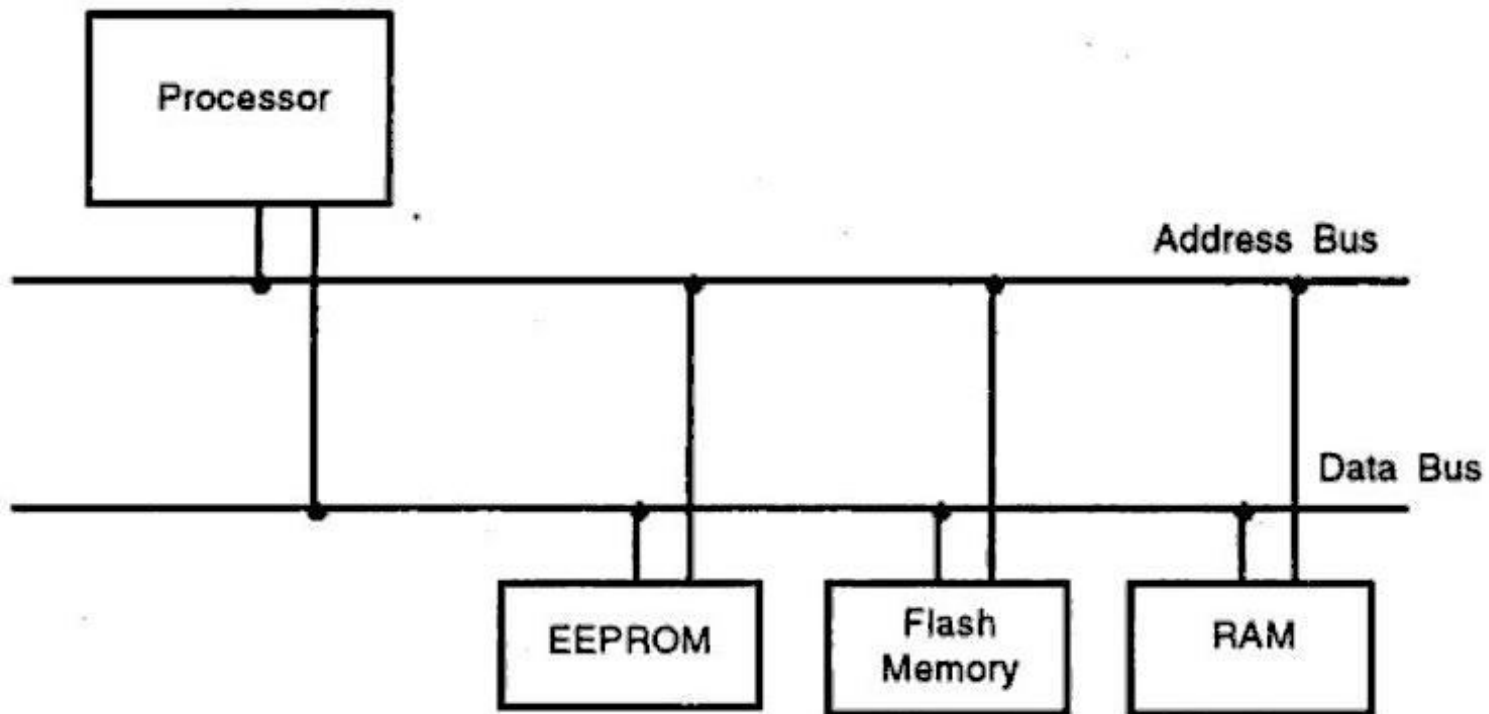 Processor
Address Bus
Data Bus
EEPROM
Flash
Memory
RAM